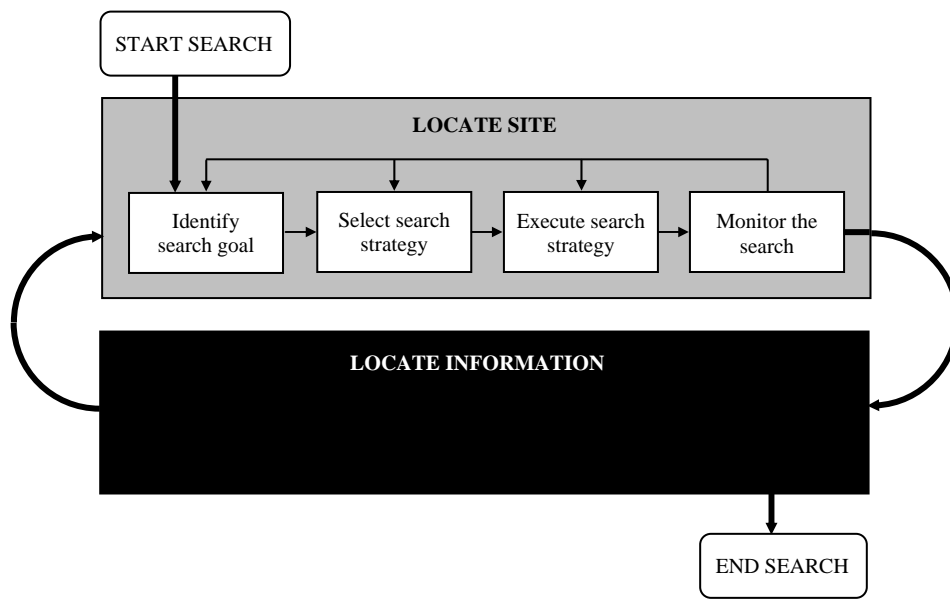 START SEARCH
LOCATE SITE
Identify
search goal
Select search
strategy
Execute search
strategy
Monitor the
search
LOCATE INFORMATION
END SEARCH